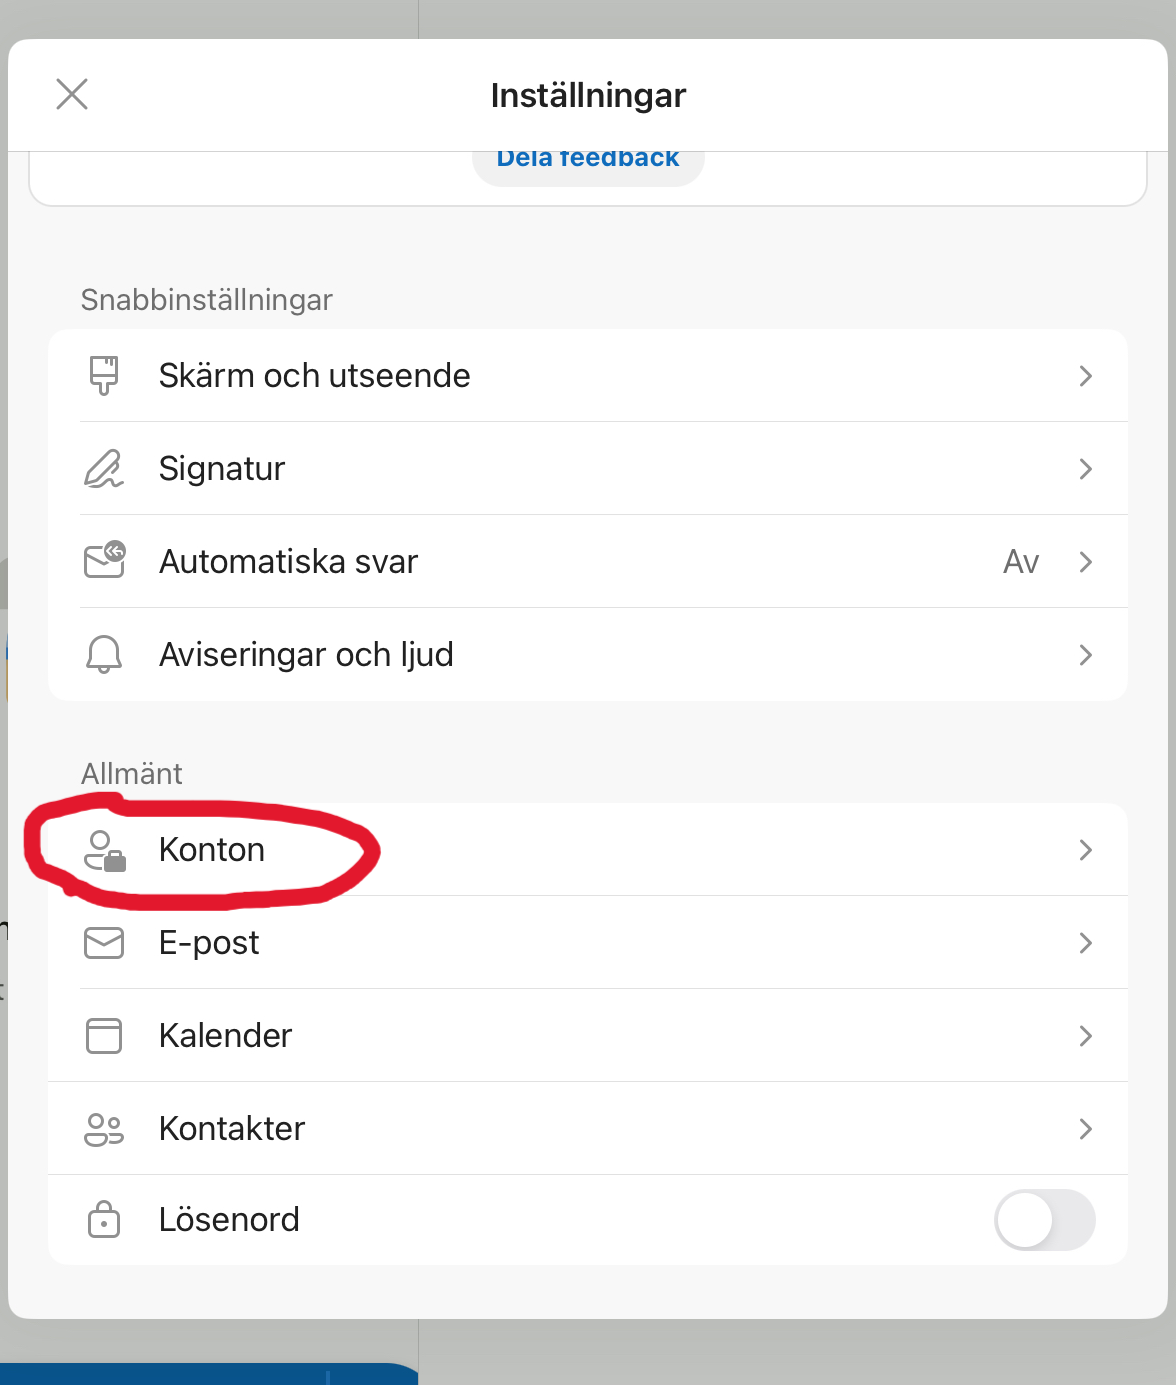 Inställningar
Dela feedback
Snabbinställningar
Skärm och utseende
Signatur
Automatiska svar Av
Aviseringar och ljud
Allmänt
Konton
E-post
Kalender
Kontakter
Lösenord